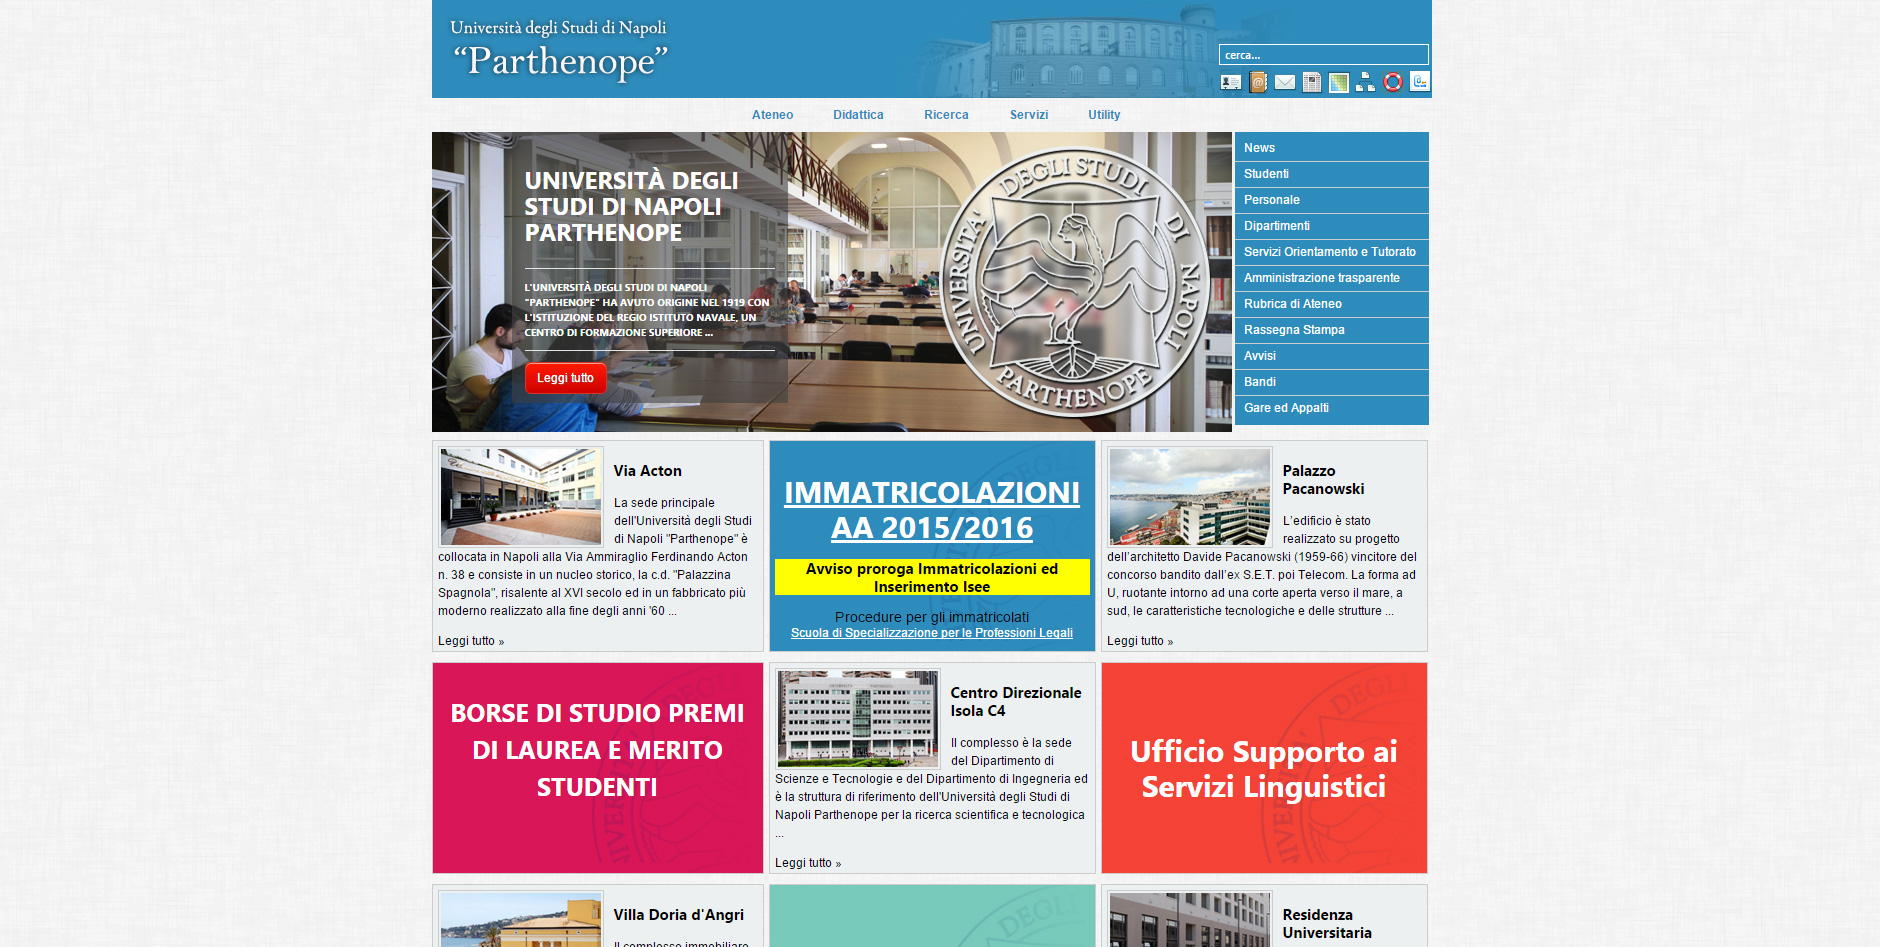 Università degli Studi di Napoli
“Parthenope”
cerca...
Ateneo Didattica Ricerca Servizi Utility
UNIVERSITÀ DEGLI
STUDI DI NAPOLI
PARTHENOPE
L'UNIVERSITÀ DEGLI STUDI DI NAPOLI
"PARTHENOPE" HA AVUTO ORIGINE NEL 1919 CON
L'ISTITUZIONE DEL REGIO ISTITUTO NAVALE, UN
CENTRO DI FORMAZIONE SUPERIORE ...
Leggi tutto
UNIVERSITA' DEGLI STUDI DI NAPOLI PARTHENOPE
News
Studenti
Personale
Dipartimenti
Servizi Orientamento e Tutorato
Amministrazione trasparente
Rubrica di Ateneo
Rassegna Stampa
Avvisi
Bandi
Gare ed Appalti
Via Acton
La sede principale
dell'Università degli Studi
di Napoli "Parthenope" è
collocata in Napoli alla Via Ammiraglio Ferdinando Acton
n. 38 e consiste in un nucleo storico, la c.d. "Palazzina
Spagnola", risalente al XVI secolo ed in un fabbricato più
moderno realizzato alla fine degli anni '60 ...
Leggi tutto »
IMMATRICOLAZIONI
AA 2015/2016
Avviso proroga Immatricolazioni ed
Inserimento Isee
Procedure per gli immatricolati
Scuola di Specializzazione per le Professioni Legali
Palazzo
Pacanowski
L’edificio è stato
realizzato su progetto
dell’architetto Davide Pacanowski (1959-66) vincitore del
concorso bandito dall’ex S.E.T. poi Telecom. La forma ad
U, ruotante intorno ad una corte aperta verso il mare, a
sud, le caratteristiche tecnologiche e delle strutture ...
Leggi tutto »
BORSE DI STUDIO PREMI
DI LAUREA E MERITO
STUDENTI
Centro Direzionale
Isola C4
Il complesso è la sede
del Dipartimento di
Scienze e Tecnologie e del Dipartimento di Ingegneria ed
è la struttura di riferimento dell'Università degli Studi di
Napoli Parthenope per la ricerca scientifica e tecnologica
...
Leggi tutto »
Ufficio Supporto ai
Servizi Linguistici
Villa Doria d'Angri
Il complesso immobiliare
Residenza
Universitaria